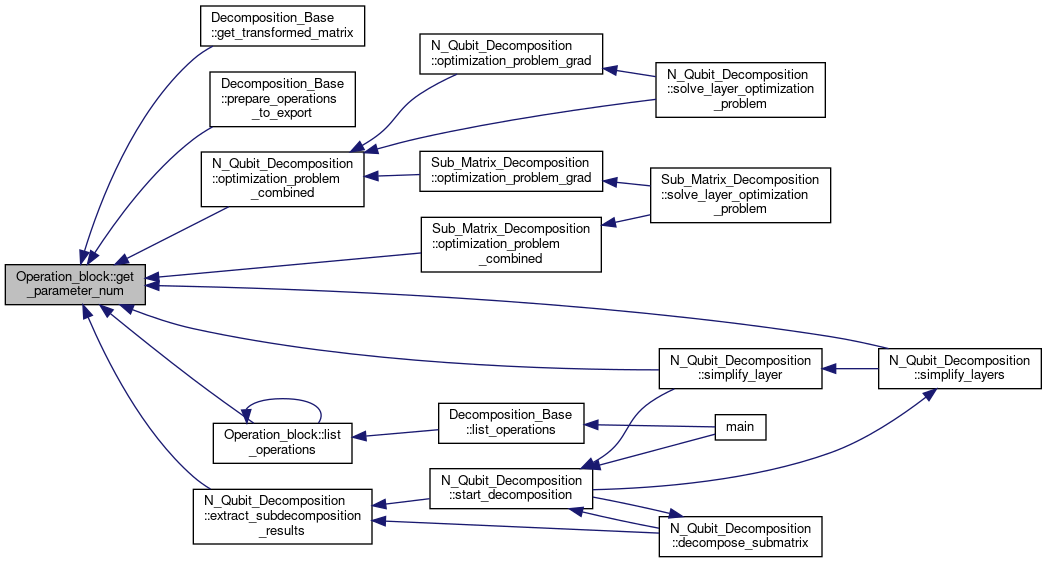 Decomposition_Base
::get_transformed_matrix
Decomposition_Base
::prepare_operations
_to_export
N_Qubit_Decomposition
::optimization_problem
_combined
N_Qubit_Decomposition
::optimization_problem_grad
N_Qubit_Decomposition
::solve_layer_optimization
_problem
Sub_Matrix_Decomposition
::optimization_problem_grad
Sub_Matrix_Decomposition
::solve_layer_optimization
_problem
Sub_Matrix_Decomposition
::optimization_problem
_combined
Operation_block::get
_parameter_num
N_Qubit_Decomposition
::simplify_layer
N_Qubit_Decomposition
::simplify_layers
Operation_block::list
_operations
Decomposition_Base
::list_operations
main
N_Qubit_Decomposition
::extract_subdecomposition
_results
N_Qubit_Decomposition
::start_decomposition
N_Qubit_Decomposition
::decompose_submatrix